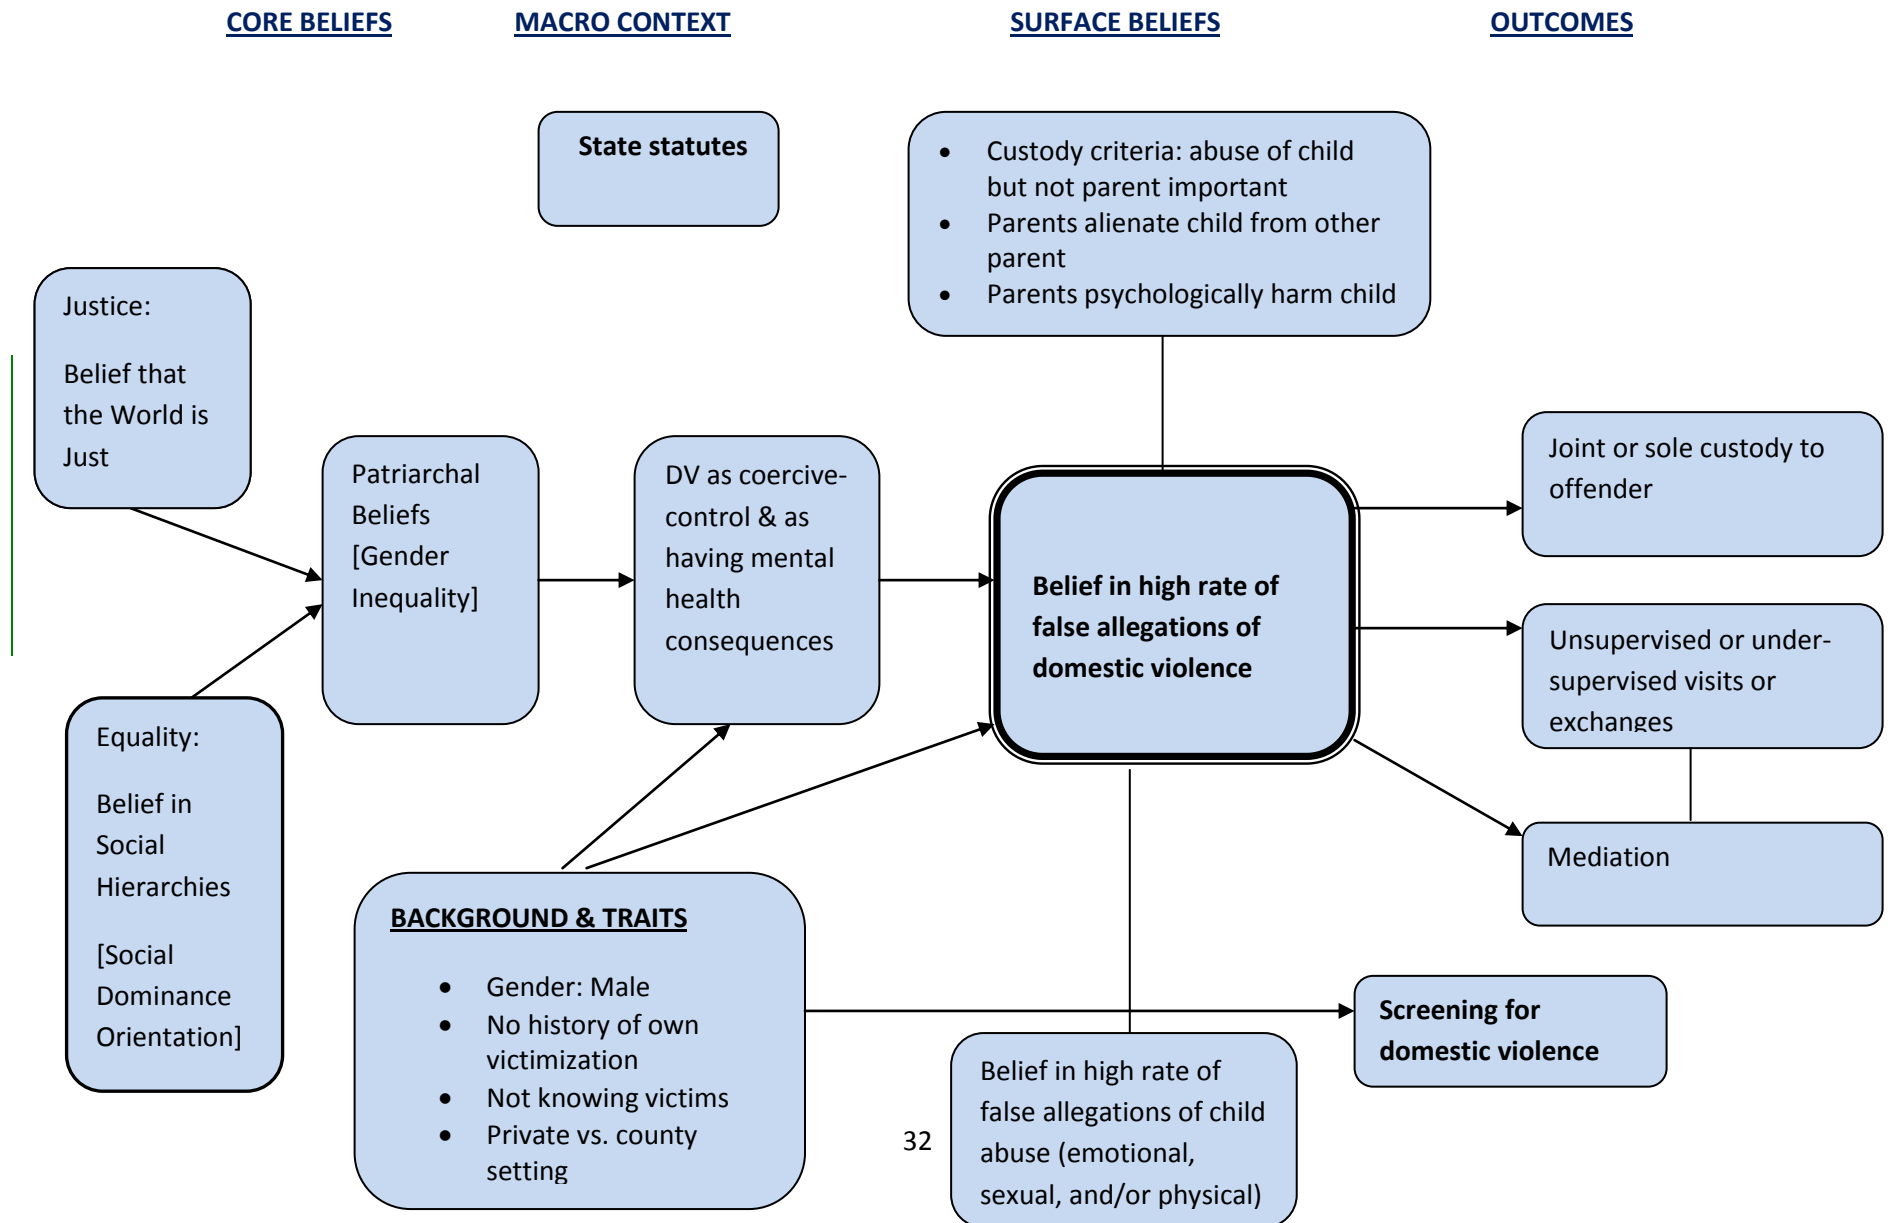 CORE BELIEFS
MACRO CONTEXT
SURFACE BELIEFS
OUTCOMES
State statutes
• Custody criteria: abuse of child
but not parent important
• Parents alienate child from other
parent
• Parents psychologically harm child
Justice:
Belief that
the World is
Just
Patriarchal
Beliefs
[Gender
Inequality]
DV as coercive-
control & as
having mental
health
consequences
Belief in high rate of
false allegations of
domestic violence
Joint or sole custody to
offender
Unsupervised or under-
supervised visits or
exchanges
Mediation
Equality:
Belief in
Social
Hierarchies
[Social
Dominance
Orientation]
BACKGROUND & TRAITS
• Gender: Male
• No history of own
victimization
• Not knowing victims
• Private vs. county
setting
Screening for
domestic violence
Belief in high rate of
false allegations of child
abuse (emotional,
sexual, and/or physical)
32